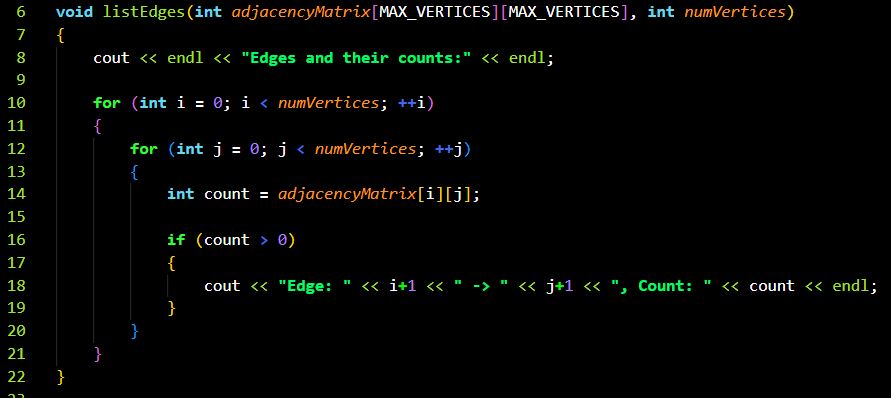 6 void listEdges(int adjacencyMatrix[MAX_VERTICES][MAX_VERTICES], int numVertices)
7 {
8     cout << endl << "Edges and their counts:" << endl;
9
10     for (int i = 0; i < numVertices; ++i)
11     {
12         for (int j = 0; j < numVertices; ++j)
13         {
14             int count = adjacencyMatrix[i][j];
15
16             if (count > 0)
17             {
18                 cout << "Edge: " << i+1 << " -> " << j+1 << ", Count: " << count << endl;
19             }
20         }
21     }
22 }